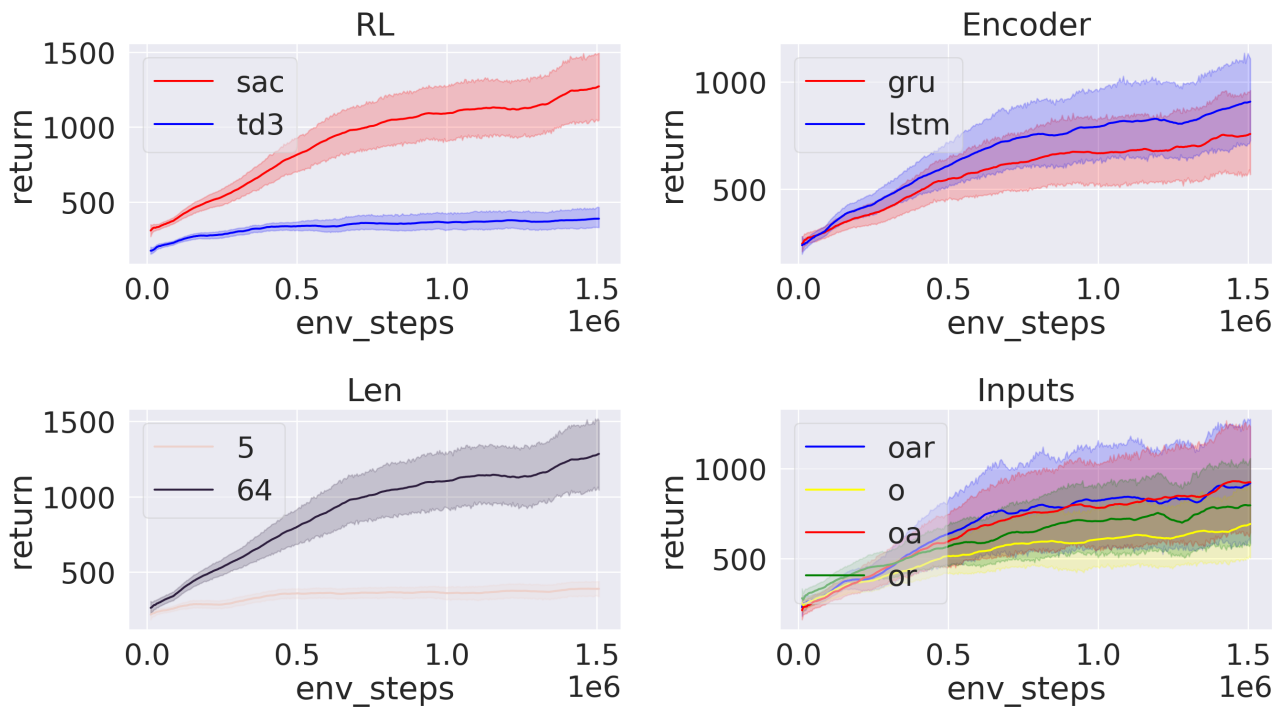 RL
1500
1000
500
return
sac
td3
0.0 0.5 1.0 1.5
1e6
env_steps
Encoder
1000
500
return
gru
lstm
0.0 0.5 1.0 1.5
1e6
env_steps
Len
1500
1000
500
return
5
64
0.0 0.5 1.0 1.5
1e6
env_steps
Inputs
1000
500
return
oar
o
oa
or
0.0 0.5 1.0 1.5
1e6
env_steps